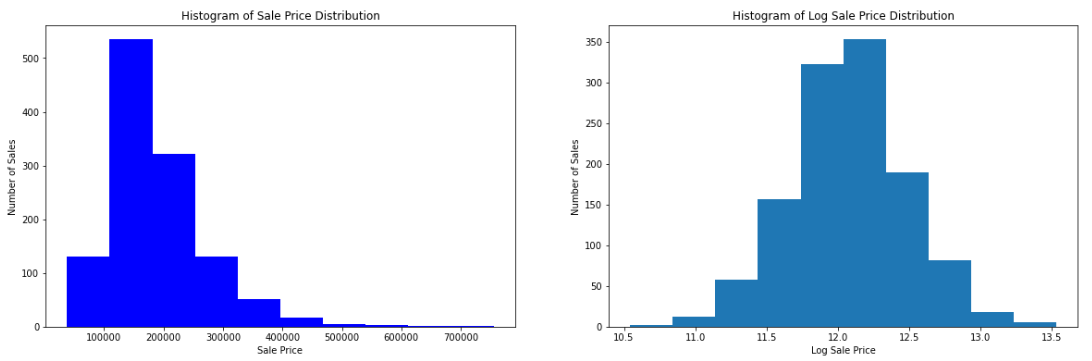 Histogram of Sale Price Distribution
500
400
300
200
100
0
Number of Sales
100000 200000 300000 400000 500000 600000 700000
Sale Price
Histogram of Log Sale Price Distribution
350
300
250
200
150
100
50
0
Number of Sales
10.5 11.0 11.5 12.0 12.5 13.0 13.5
Log Sale Price